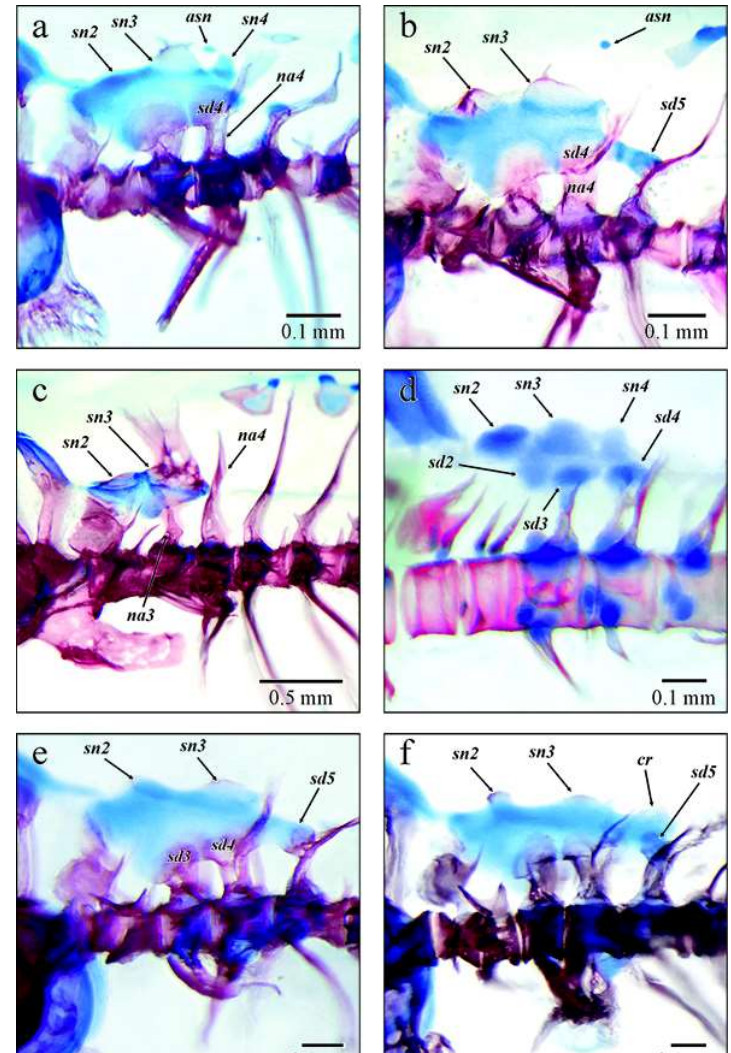 a
sn2 sn3 asn sn4
na4
sd4
0.1 mm
b
sn2 sn3 asn
sd5
sd4
na4
0.1 mm
c
sn3
sn2
na4
na3
0.5 mm
d
sn2 sn3 sn4
sd4
sd2
sd3
0.1 mm
e
sn2 sn3
sd5
sd3 sd4
f
sn2 sn3 cr
sd5